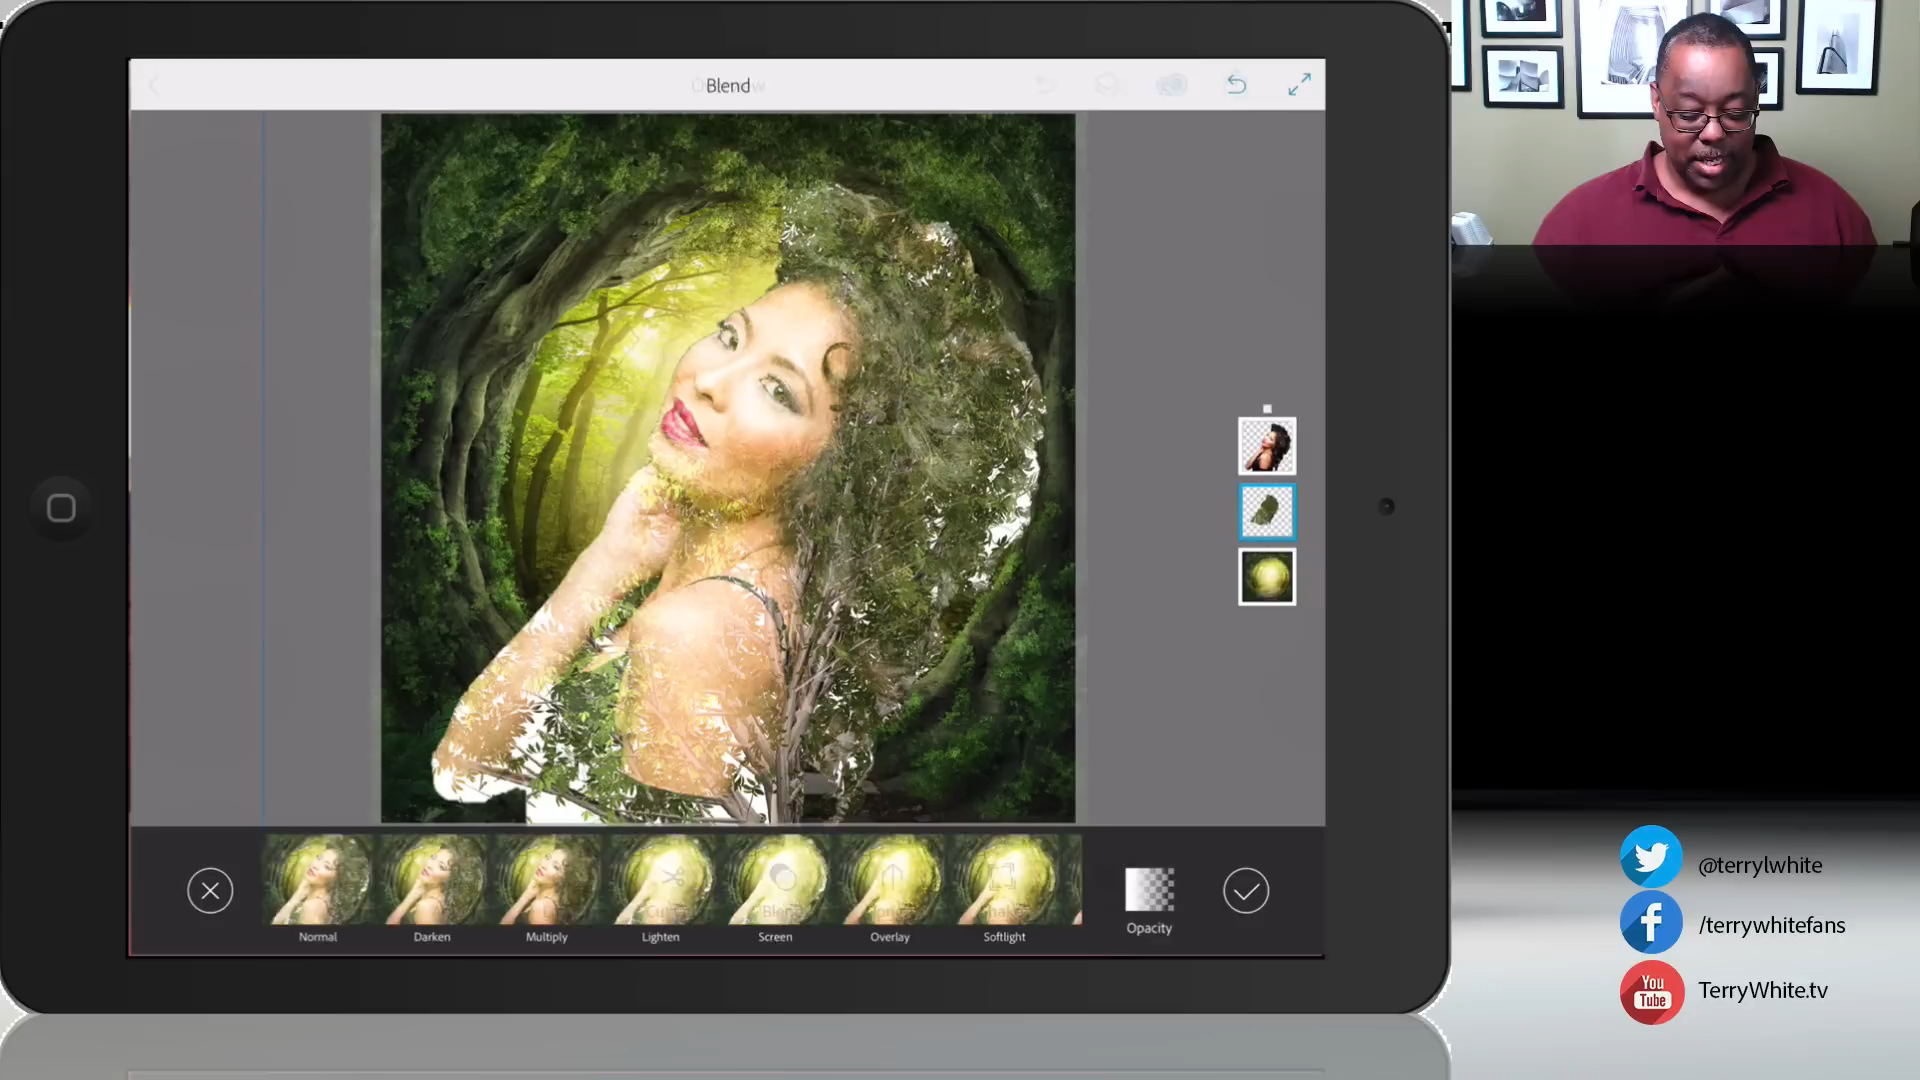 Blend
Normal
Darken
Multiply
Lighten
Screen
Overlay
Softlight
Opacity
@terrylwhite
/terrywhitefans
You
Tube
TerryWhite.tv